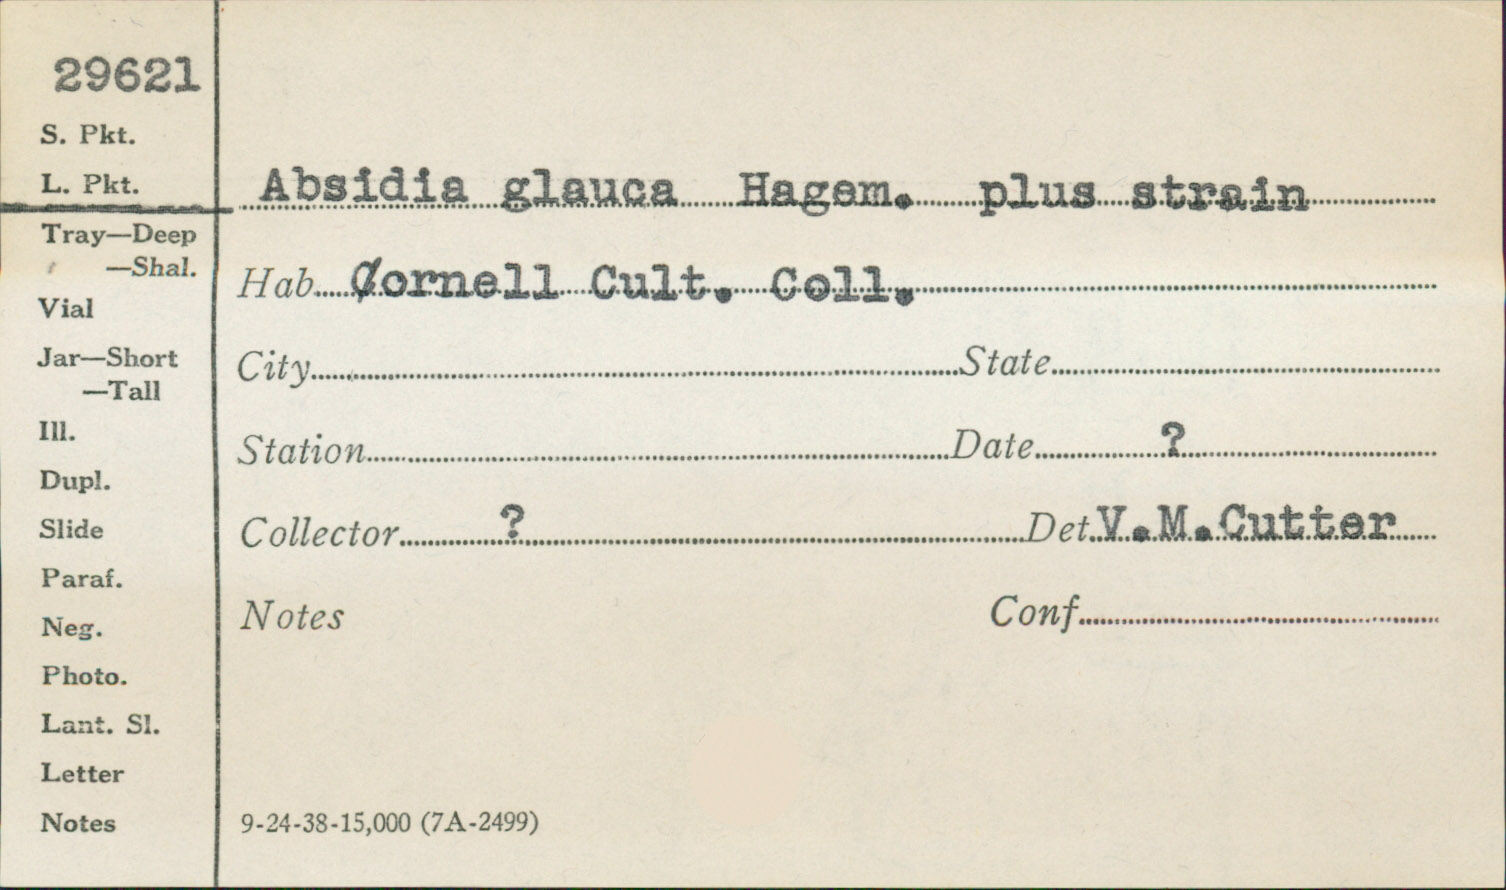 29621
S. Pkt.
L. Pkt.
Tray—Deep
—Shal.
Vial
Jar—Short
—Tall
Ill.
Dupl.
Slide
Paraf.
Neg.
Photo.
Lant. Sl.
Letter
Notes
Absidia glauca Hagem. plus strain
Hab Cornell Cult. Coll.
City State
Station Date ?
Collector ? Det. V.M.Cutter
Notes Conf.
9-24-38-15,000 (7A-2499)